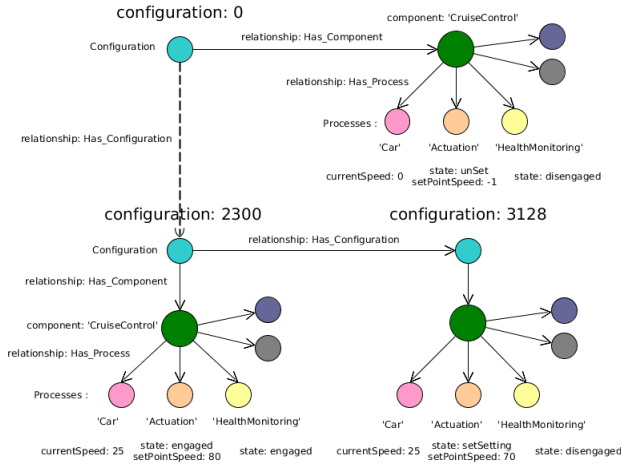 configuration: 0
component: 'CruiseControl'
Configuration
relationship: Has_Component
relationship: Has_Process
Processes :
'Car'
'Actuation'
'HealthMonitoring'
relationship: Has_Configuration
currentSpeed: 0
state: unSet
setPointSpeed: -1
state: disengaged
configuration: 2300
configuration: 3128
Configuration
relationship: Has_Configuration
relationship: Has_Component
component: 'CruiseControl'
relationship: Has_Process
Processes :
'Car'
'Actuation'
'HealthMonitoring'
currentSpeed: 25
state: engaged
setPointSpeed: 80
state: engaged
'Car'
'Actuation'
'HealthMonitoring'
currentSpeed: 25
state: setSetting
setPointSpeed: 70
state: disengaged